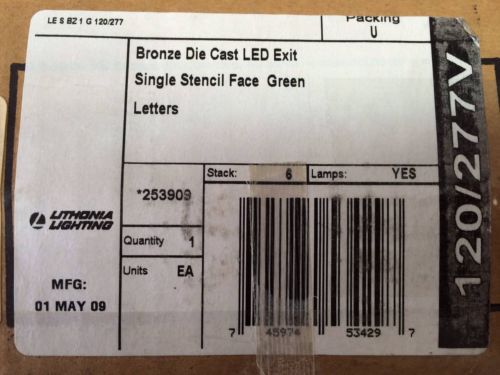 LE S BZ 1 G 120/277
Packing
U
Bronze Die Cast LED Exit
Single Stencil Face Green
Letters
120/277V
Stack: 6 Lamps: YES
*253909
LITHONIA
LIGHTING
Quantity 1
Units EA
MFG:
01 MAY 09
7 45974 53429 7